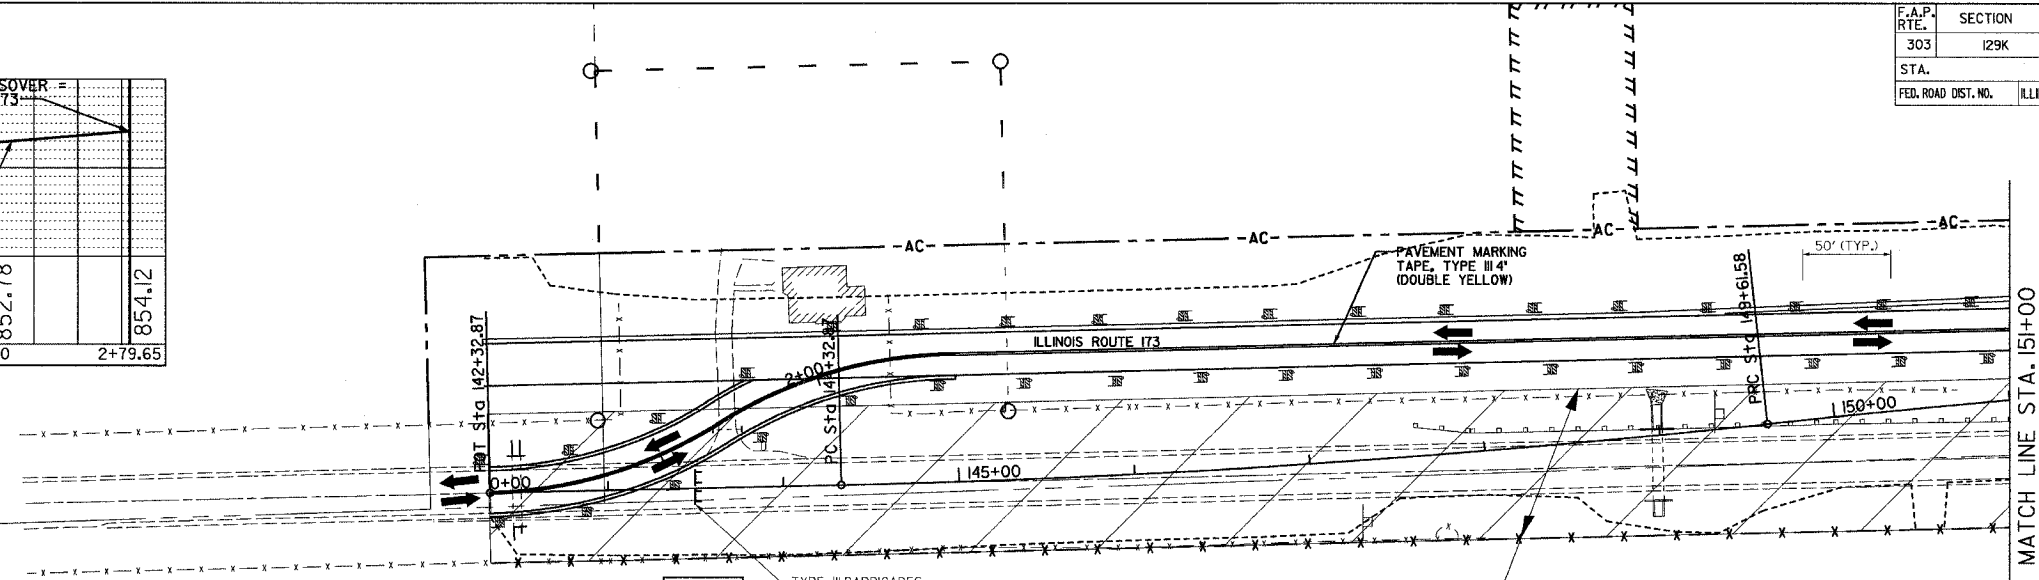 F.A.P. RTE.
SECTION
303
129K
STA.
FED. ROAD DIST. NO.
SOVER =
73
852.78
854.12
0
2+79.65
AC
AC
AC
AC
PAVEMENT MARKING
TAPE, TYPE III 4"
(DOUBLE YELLOW)
50' (TYP.)
POT Sta 142+32.87
PC Sta 144+32.87
PRC Sta 149+61.58
ILLINOIS ROUTE 173
2+00
0+00
145+00
150+00
MATCH LINE STA. 151+00
TYPE III BARRICADES